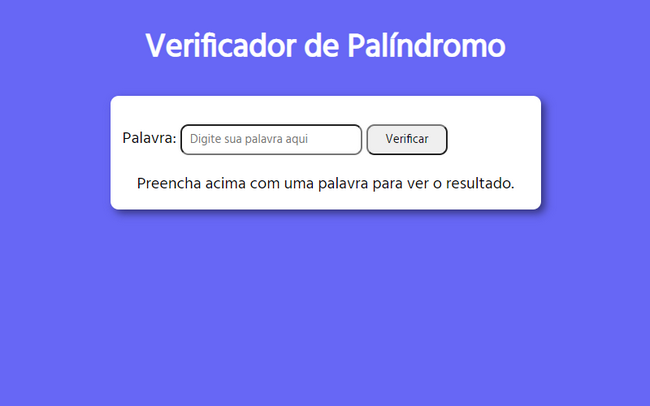 Verificador de Palíndromo
Palavra: Digite sua palavra aqui Verificar
Preencha acima com uma palavra para ver o resultado.